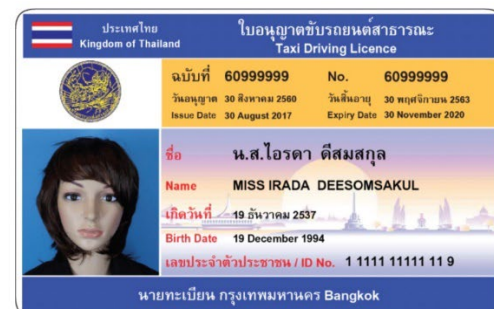 ประเทศไทย
Kingdom of Thailand
ใบอนุญาตขับรถยนต์สาธารณะ
Taxi Driving Licence
ฉบับที่ 60999999 No. 60999999
วันอนุญาต 30 สิงหาคม 2560 วันสิ้นอายุ 30 พฤศจิกายน 2563
Issue Date 30 August 2017 Expiry Date 30 November 2020
ชื่อ น.ส.ไอรดา ดีสมสกุล
Name MISS IRADA DEESOMSAKUL
เกิดวันที่ 19 ธันวาคม 2537
Birth Date 19 December 1994
เลขประจำตัวประชาชน / ID No. 1 1111 11111 11 9
นายทะเบียน กรุงเทพมหานคร Bangkok